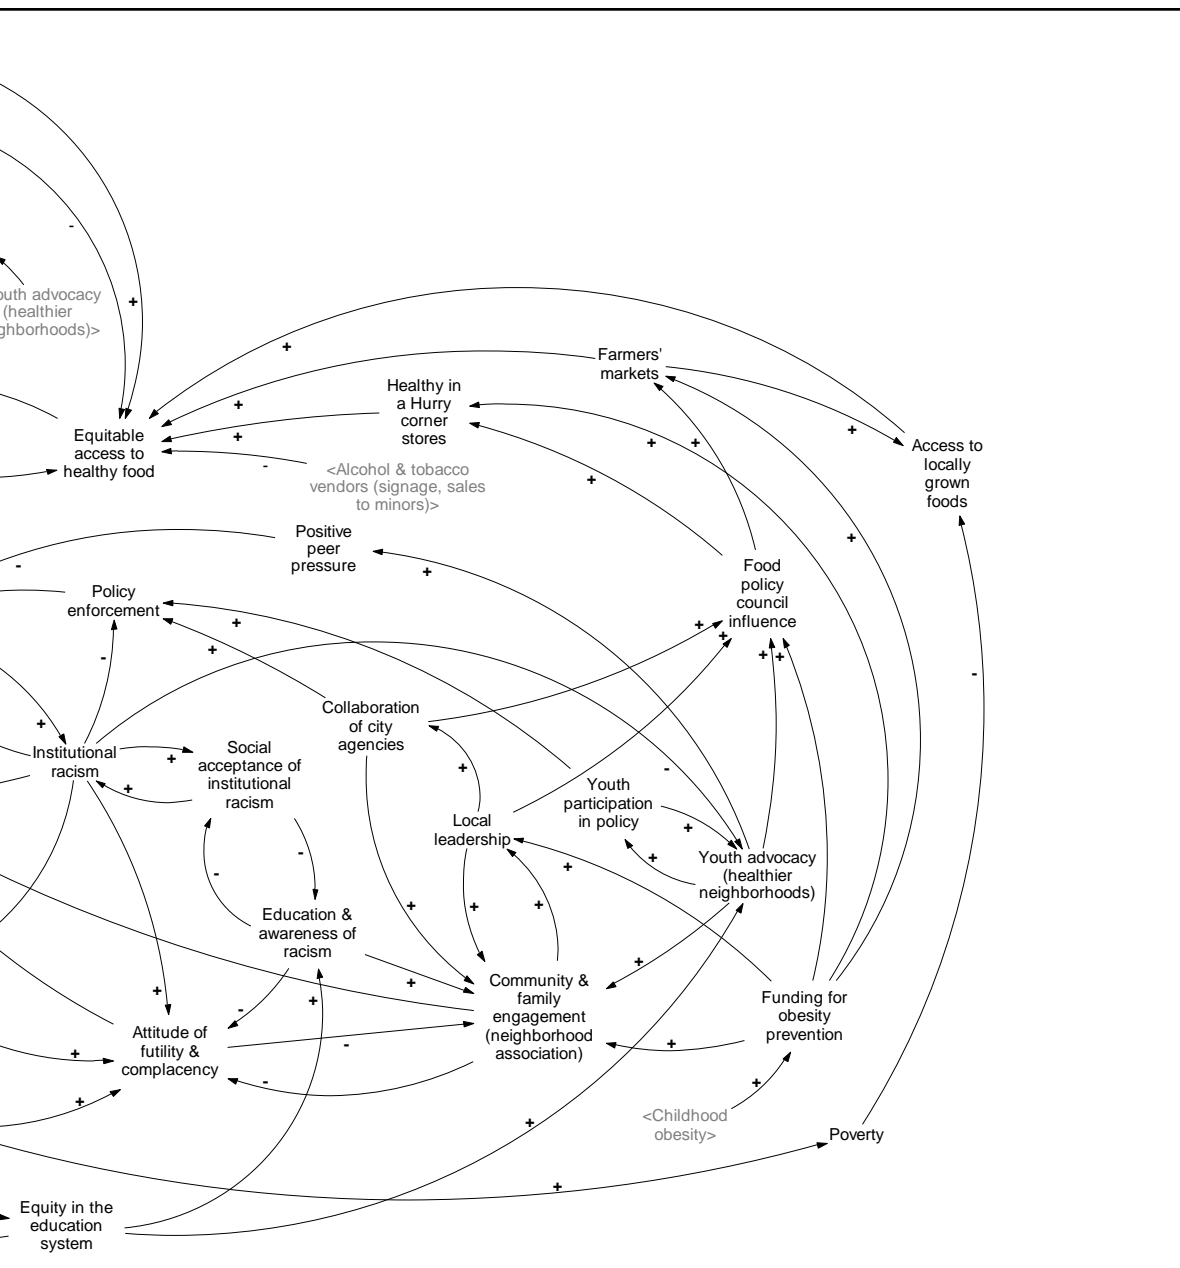 outh advocacy
(healthier
ghborhoods)>
-
+
+
Farmers'
markets
Healthy in
a Hurry
corner
stores
+
+
+
+
+
Equitable
access to
healthy food
-
<Alcohol & tobacco
vendors (signage, sales
to minors)>
+
Access to
locally
grown
foods
+
Positive
peer
pressure
-
+
Food
policy
council
influence
Policy
enforcement
+
+
-
+
+
+
+
-
Collaboration
of city
agencies
+
Institutional
racism
+
+
Social
acceptance of
institutional
racism
+
-
Youth
participation
in policy
+
+
Local
leadership
+
Youth advocacy
(healthier
neighborhoods)
-
-
+
+
+
Education &
awareness of
racism
+
+
+
-
+
Community &
family
engagement
(neighborhood
association)
+
Funding for
obesity
prevention
Attitude of
futility &
complacency
+
-
+
-
+
+
<Childhood
obesity>
+
Poverty
+
Equity in the
education
system